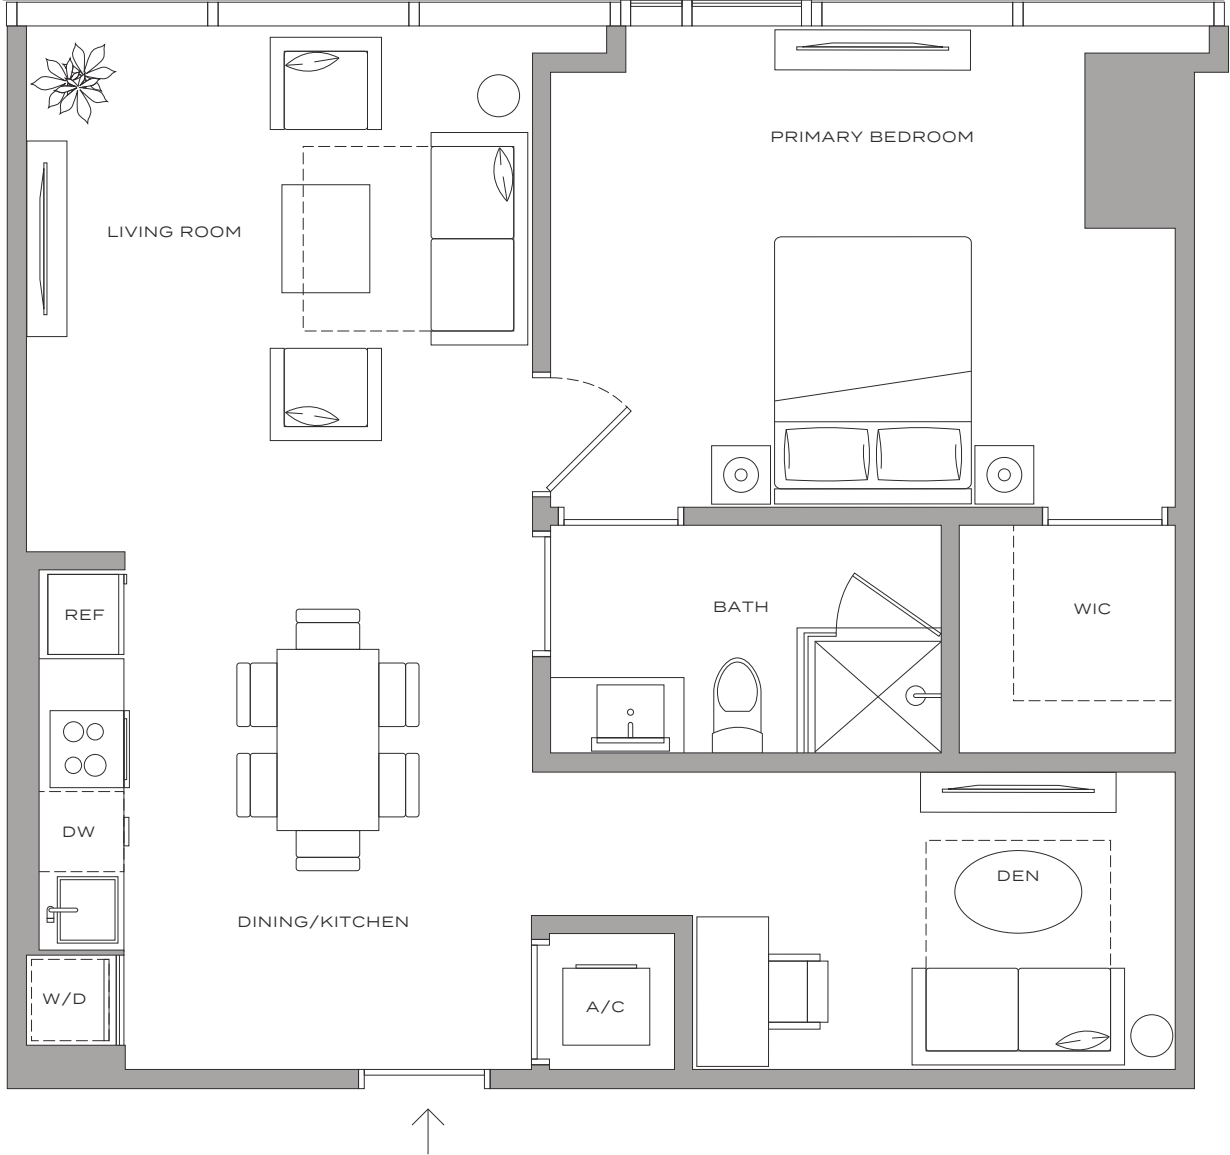 PRIMARY BEDROOM
LIVING ROOM
BATH
WIC
REF
DW
DEN
DINING/KITCHEN
W/D
A/C